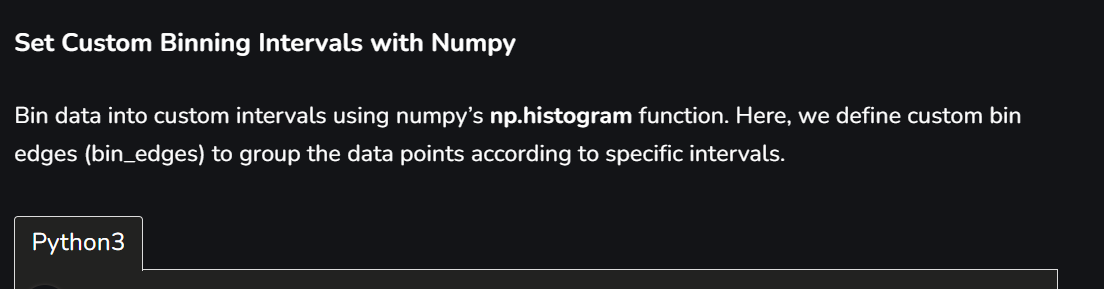 Set Custom Binning Intervals with Numpy
Bin data into custom intervals using numpy’s np.histogram function. Here, we define custom bin
edges (bin_edges) to group the data points according to specific intervals.
Python3